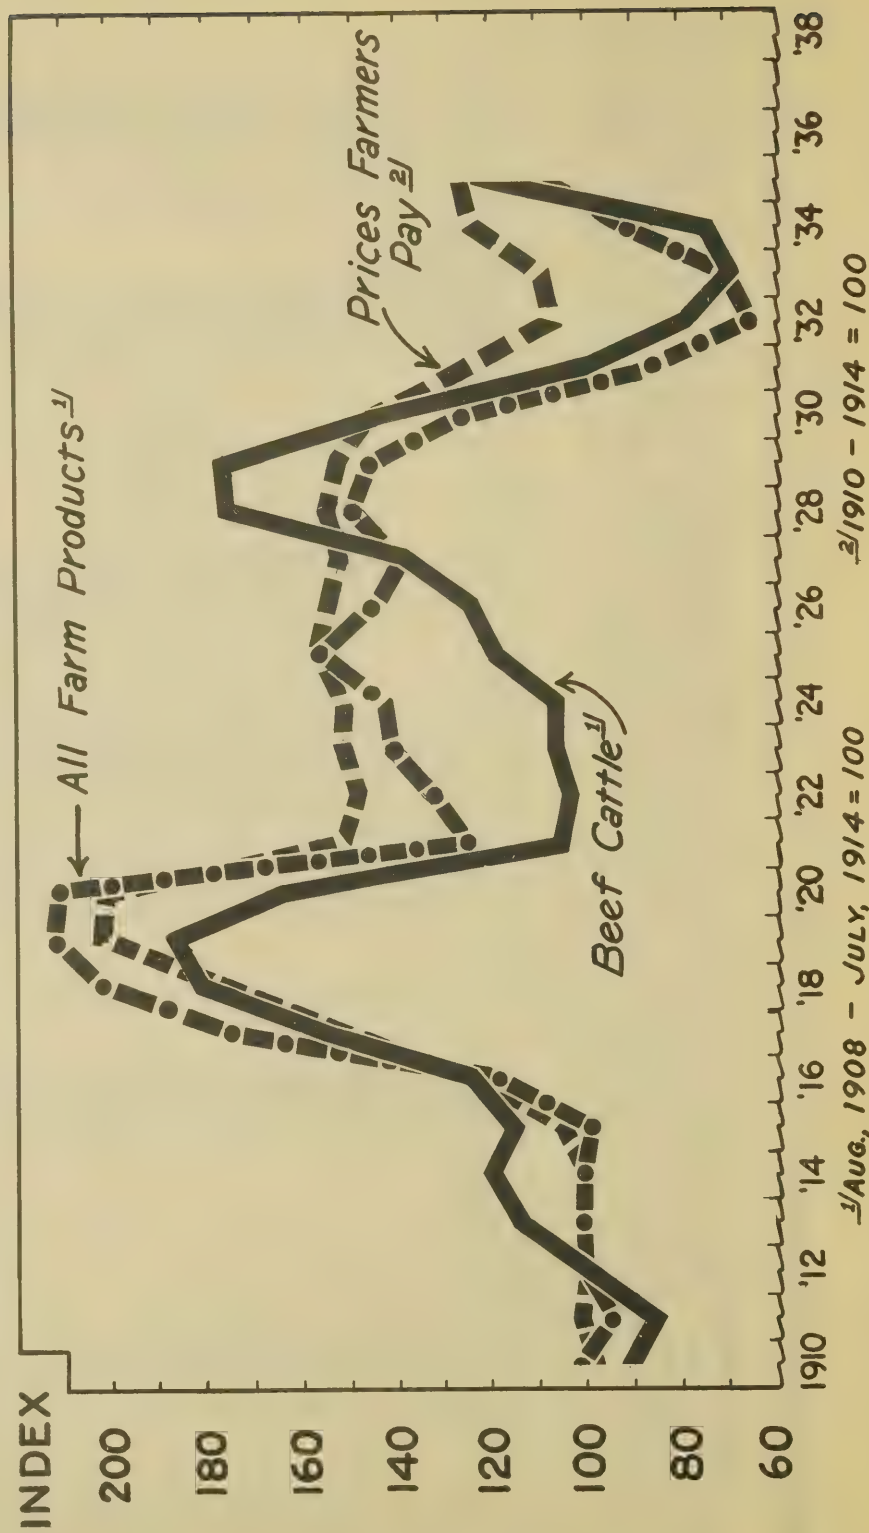 INDEX
200
180
160
140
120
100
80
60
All Farm Products 1/
Prices Farmers
Pay 2/
Beef Cattle 1/
1910 '12 '14 '16 '18 '20 '22 '24 '26 '28 '30 '32 '34 '36 '38
1/AUG., 1908 - JULY, 1914 = 100 2/1910 - 1914 = 100